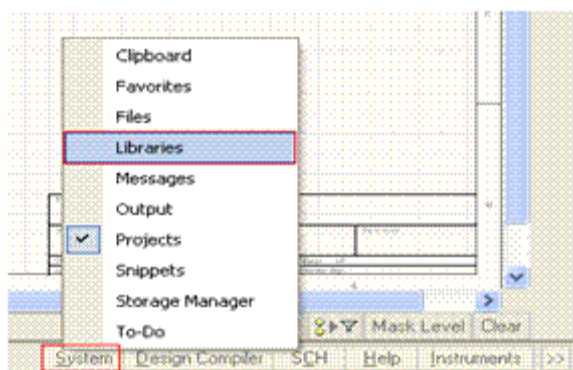 Clipboard
Favorites
Files
Libraries
Messages
Output
Projects
Snippets
Storage Manager
To-Do
Mask Level Clear
System Design Compiler SCH Help Instruments >>